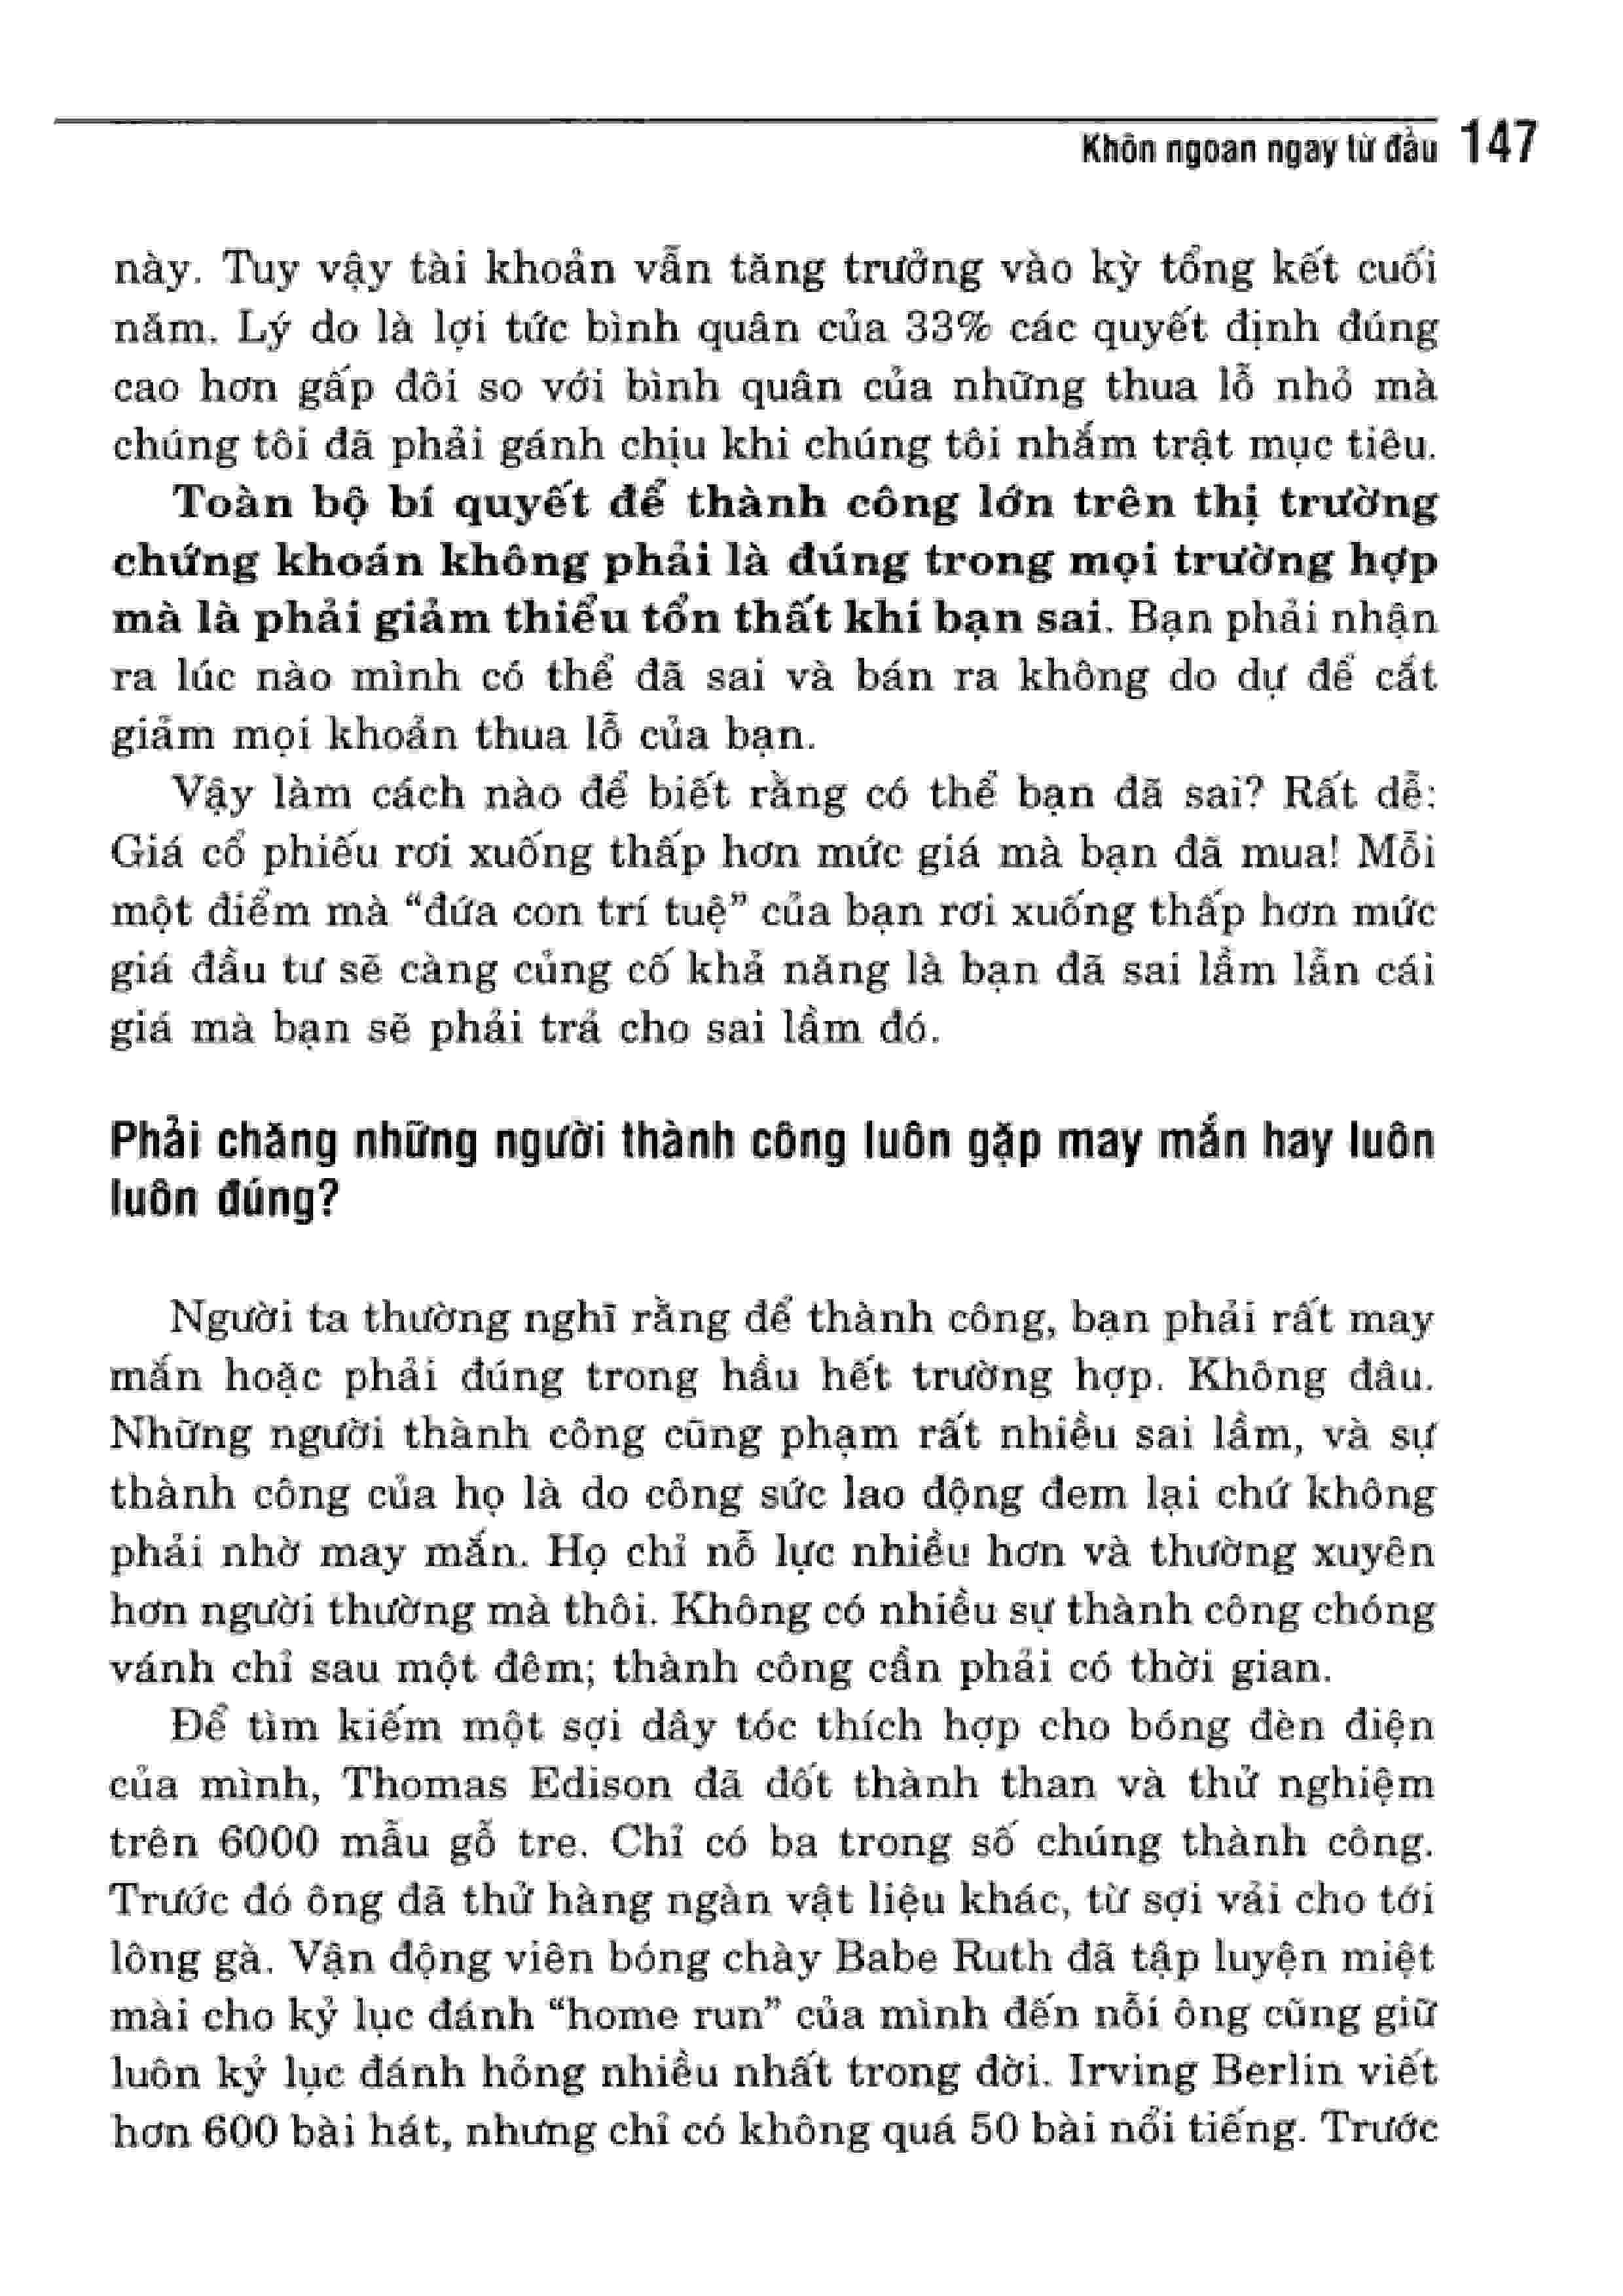 Khôn ngoan ngay từ đầu 147
này. Tuy vậy tài khoản vẫn tăng trưởng vào kỳ tổng kết cuối
năm. Lý do là lợi tức bình quân của 33% các quyết định đúng
cao hơn gấp đôi so với bình quân của những thua lỗ nhỏ mà
chúng tôi đã phải gánh chịu khi chúng tôi nhắm trật mục tiêu.
Toàn bộ bí quyết để thành công lớn trên thị trường
chứng khoán không phải là đúng trong mọi trường hợp
mà là phải giảm thiểu tổn thất khi bạn sai. Bạn phải nhận
ra lúc nào mình có thể đã sai và bán ra không do dự để cắt
giảm mọi khoản thua lỗ của bạn.
Vậy làm cách nào để biết rằng có thể bạn đã sai? Rất dễ:
Giá cổ phiếu rơi xuống thấp hơn mức giá mà bạn đã mua! Mỗi
một điểm mà “đứa con trí tuệ” của bạn rơi xuống thấp hơn mức
giá đầu tư sẽ càng củng cố khả năng là bạn đã sai lầm lẫn cái
giá mà bạn sẽ phải trả cho sai lầm đó.
Phải chăng những người thành công luôn gặp may mắn hay luôn
luôn đúng?
Người ta thường nghĩ rằng để thành công, bạn phải rất may
mắn hoặc phải đúng trong hầu hết trường hợp. Không đâu.
Những người thành công cũng phạm rất nhiều sai lầm, và sự
thành công của họ là do công sức lao động đem lại chứ không
phải nhờ may mắn. Họ chỉ nỗ lực nhiều hơn và thường xuyên
hơn người thường mà thôi. Không có nhiều sự thành công chóng
vánh chỉ sau một đêm; thành công cần phải có thời gian.
Để tìm kiếm một sợi dây tóc thích hợp cho bóng đèn điện
của mình, Thomas Edison đã đốt thành than và thử nghiệm
trên 6000 mẫu gỗ tre. Chỉ có ba trong số chúng thành công.
Trước đó ông đã thử hàng ngàn vật liệu khác, từ sợi vải cho tới
lông gà. Vận động viên bóng chày Babe Ruth đã tập luyện miệt
mài cho kỷ lục đánh “home run” của mình đến nỗi ông cũng giữ
luôn kỷ lục đánh hỏng nhiều nhất trong đời. Irving Berlin viết
hơn 600 bài hát, nhưng chỉ có không quá 50 bài nổi tiếng. Trước